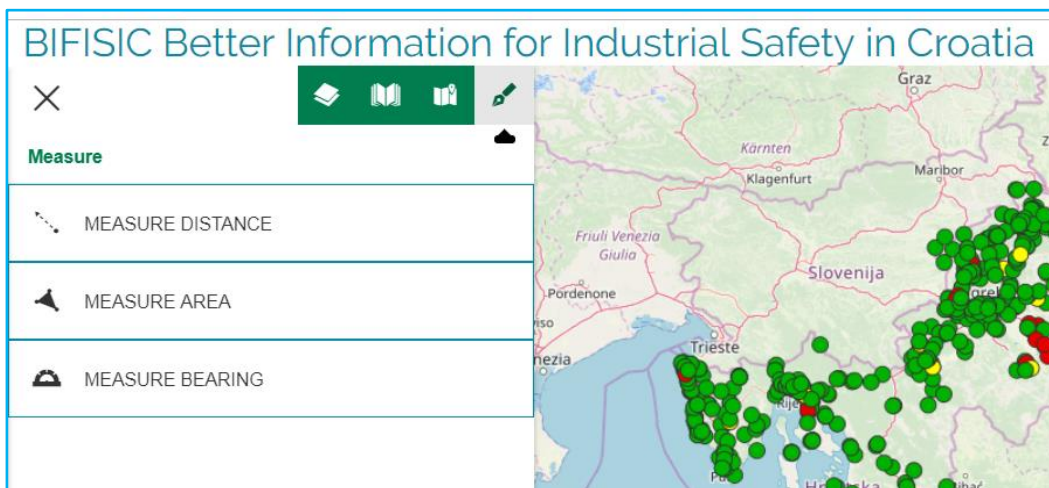 BIFISIC Better Information for Industrial Safety in Croatia
Measure
MEASURE DISTANCE
MEASURE AREA
MEASURE BEARING
Graz
Kärnten
Klagenfurt
Maribor
Friuli Venezia
Giulia
Slovenija
Pordenone
Trieste